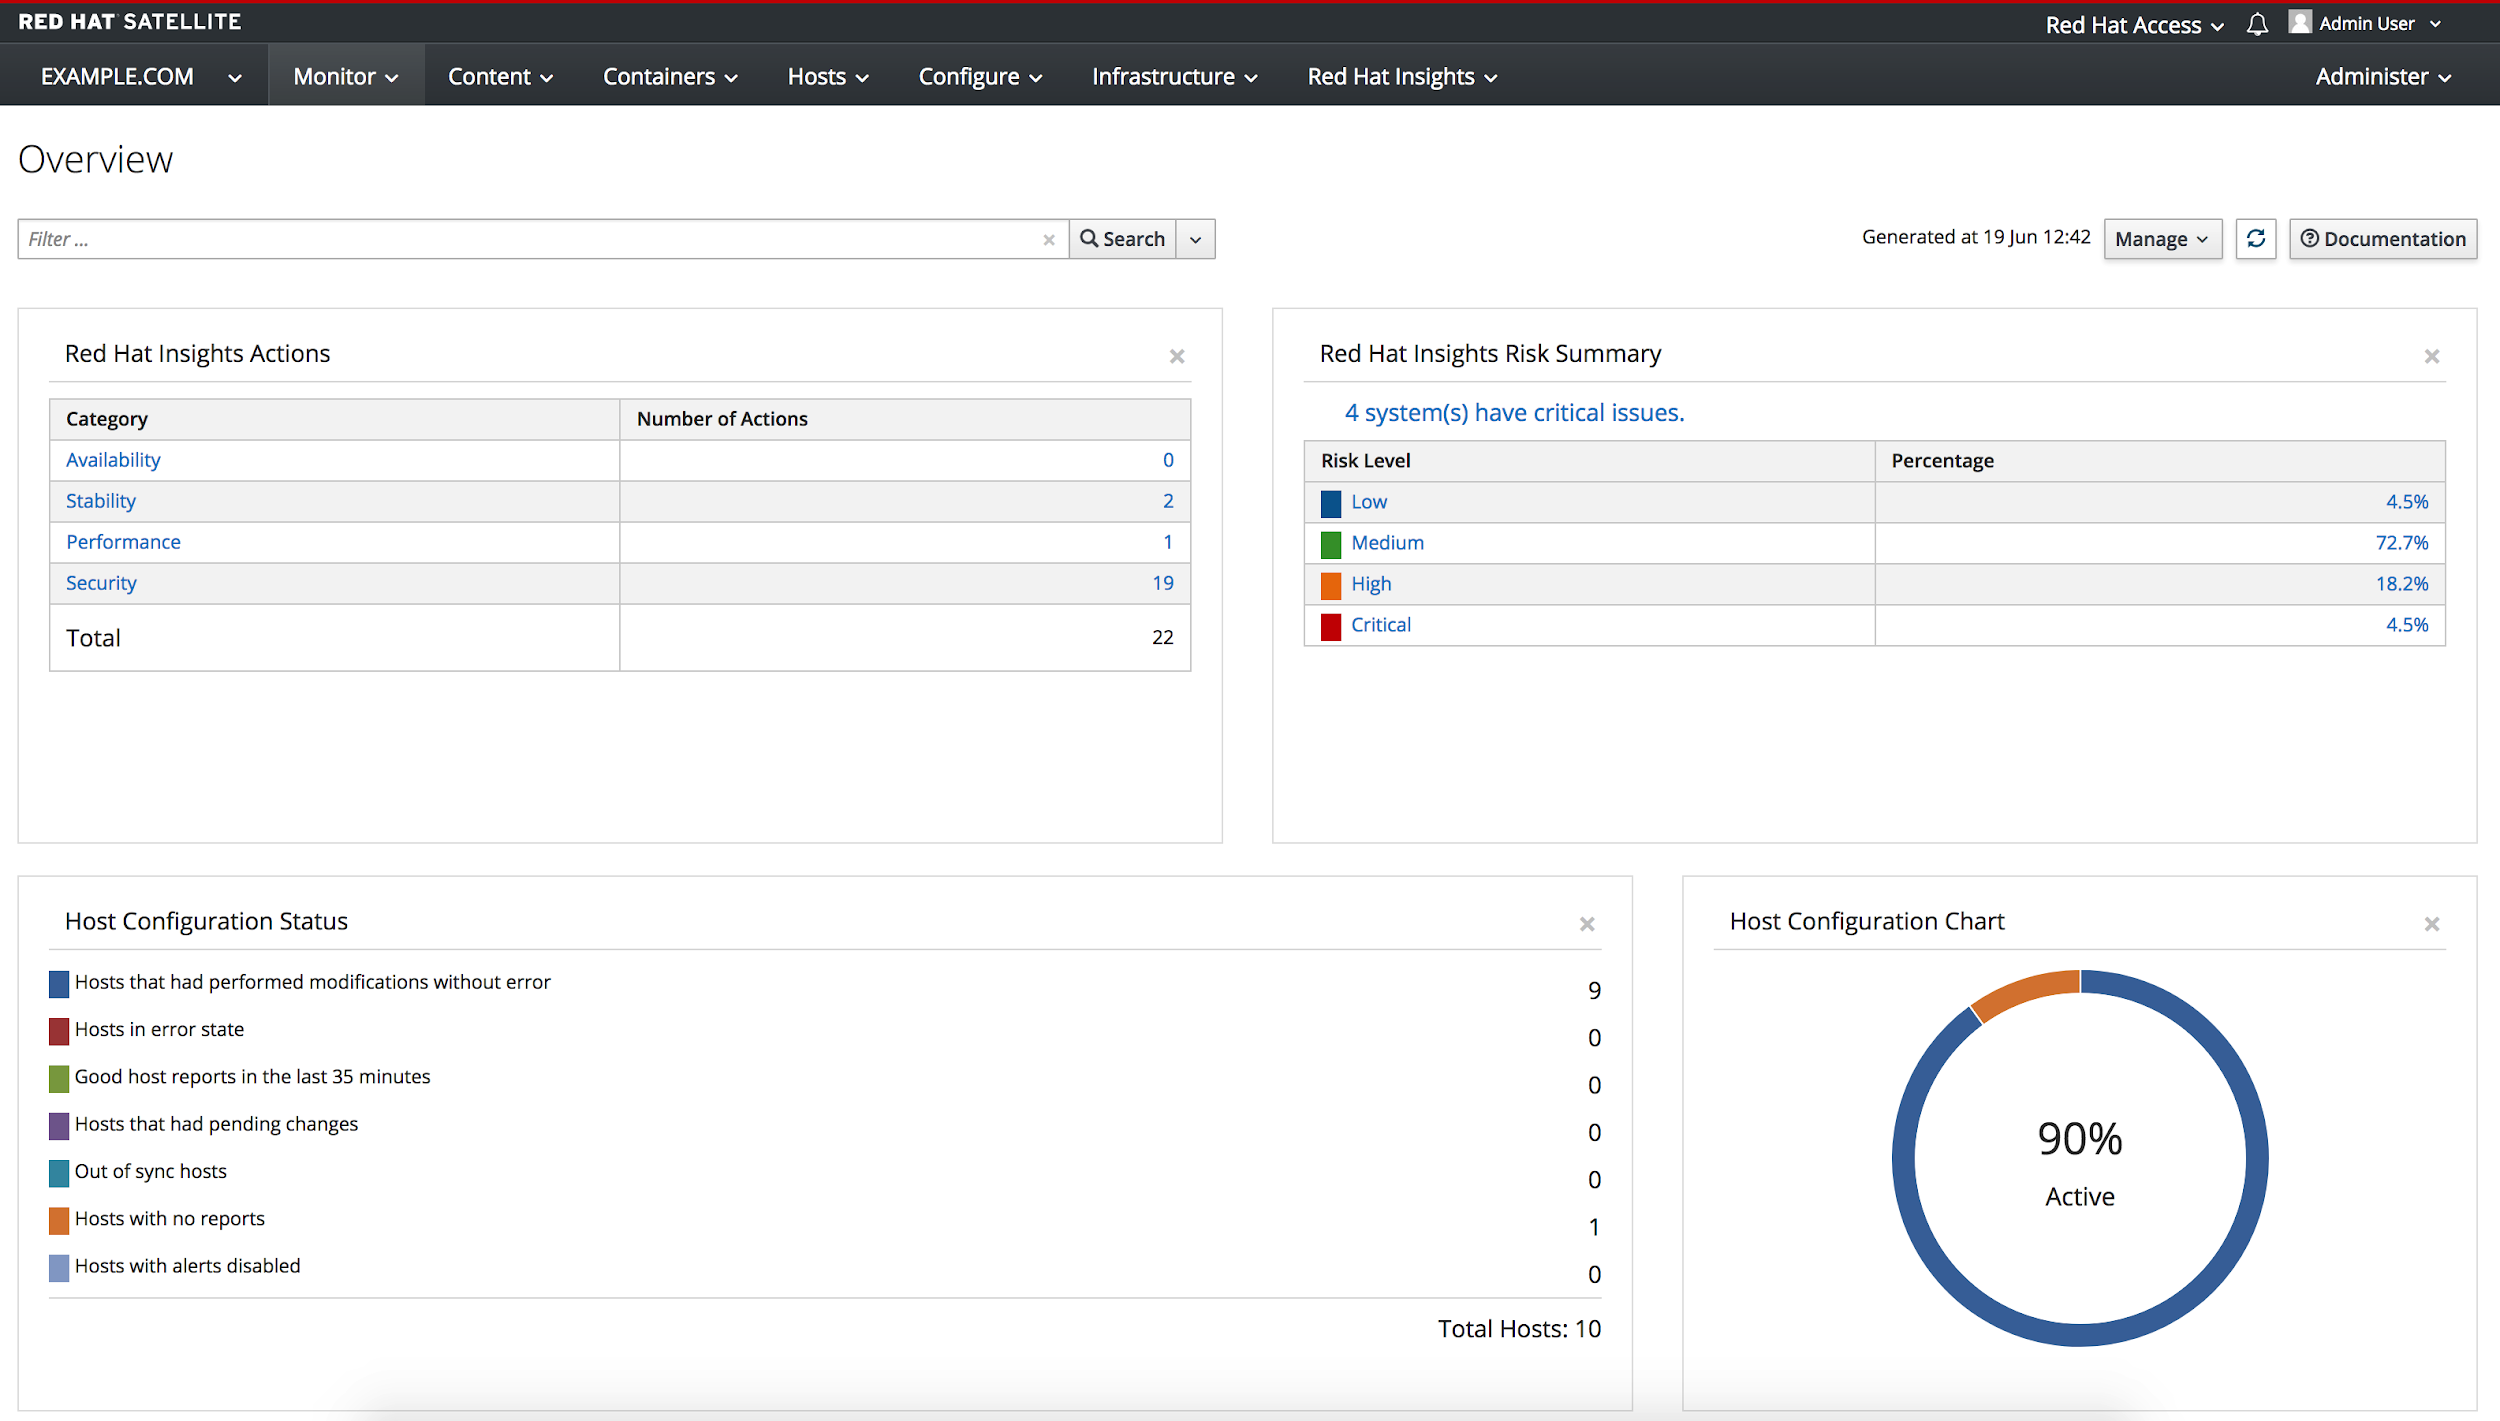 RED HAT SATELLITE
Red Hat Access
Admin User
EXAMPLE.COM
Monitor
Content
Containers
Hosts
Configure
Infrastructure
Red Hat Insights
Administer
Overview
Filter ...
Search
Generated at 19 Jun 12:42
Manage
Documentation
Red Hat Insights Actions
Category Number of Actions
Availability 0
Stability 2
Performance 1
Security 19
Total 22
Red Hat Insights Risk Summary
4 system(s) have critical issues.
Risk Level Percentage
Low 4.5%
Medium 72.7%
High 18.2%
Critical 4.5%
Host Configuration Status
Hosts that had performed modifications without error 9
Hosts in error state 0
Good host reports in the last 35 minutes 0
Hosts that had pending changes 0
Out of sync hosts 0
Hosts with no reports 1
Hosts with alerts disabled 0
Total Hosts: 10
Host Configuration Chart
90%
Active